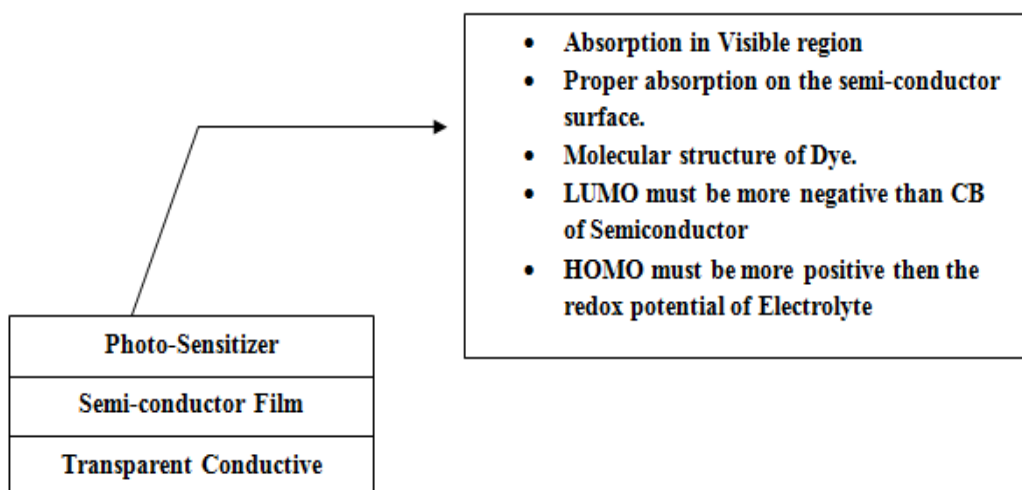 • Absorption in Visible region
• Proper absorption on the semi-conductor
surface.
• Molecular structure of Dye.
• LUMO must be more negative than CB
of Semiconductor
• HOMO must be more positive then the
redox potential of Electrolyte
Photo-Sensitizer
Semi-conductor Film
Transparent Conductive